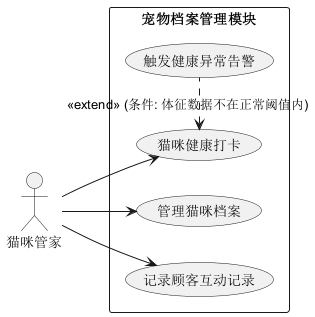 宠物档案管理模块
触发健康异常告警
«extend» (条件: 体征数据不在正常阈值内)
猫咪健康打卡
管理猫咪档案
猫咪管家
记录顾客互动记录